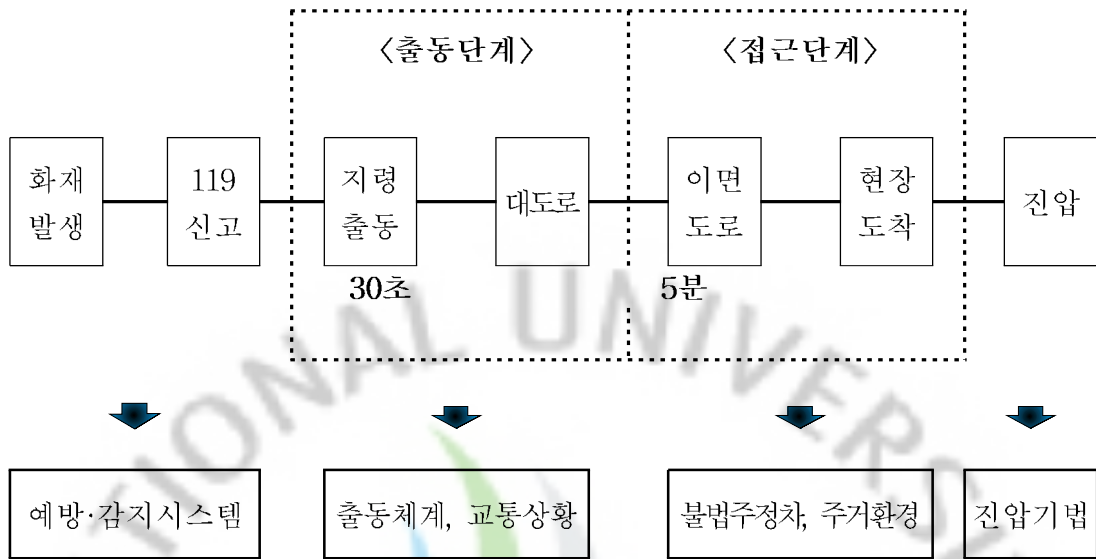 〈출동단계〉 〈접근단계〉
화재
발생
119
신고
지령
출동
대도로
이면
도로
현장
도착
진압
30초 5분
TIONAL UNIVERS
예방·감지시스템
출동체계, 교통상황
불법주정차, 주거환경
진압기법